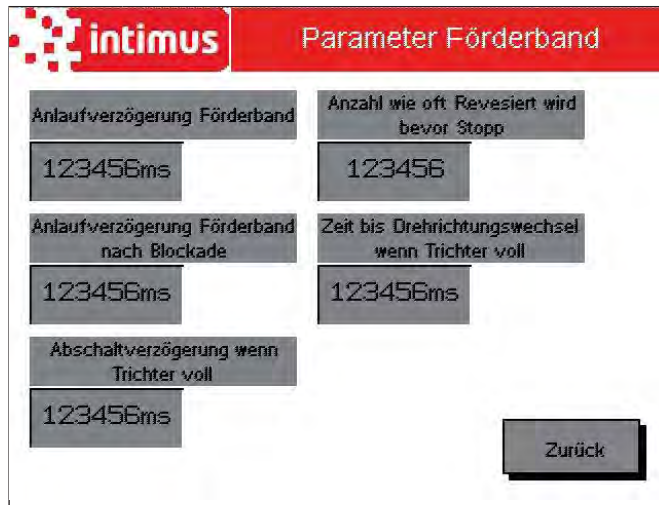 intimus
Parameter Förderband
Anlaufverzögerung Förderband
123456ms
Anlaufverzögerung Förderband
nach Blockade
123456ms
Abschaltverzögerung wenn
Trichter voll
123456ms
Anzahl wie oft Revesiert wird
bevor Stopp
123456
Zeit bis Drehrichtungswechsel
wenn Trichter voll
123456ms
Zurück